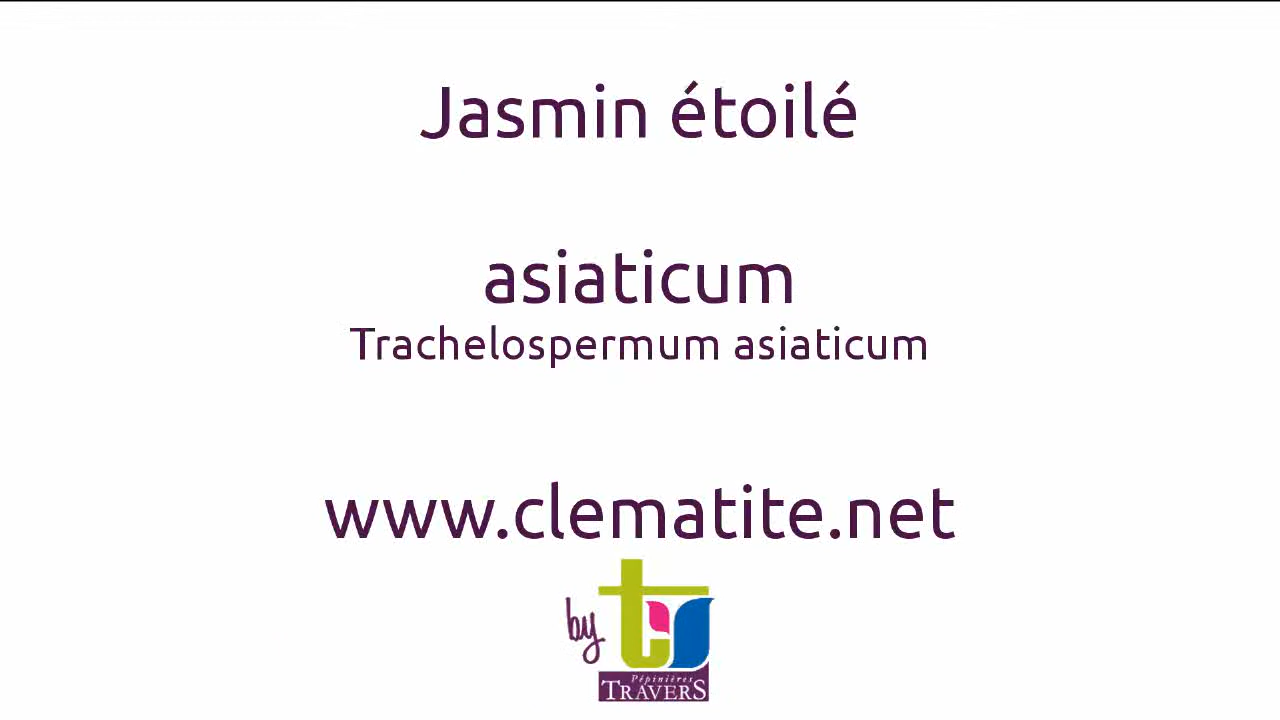 Jasmin étoilé
asiaticum
Trachelospermum asiaticum
www.clematite.net
by
Pépinières
TRAVERS